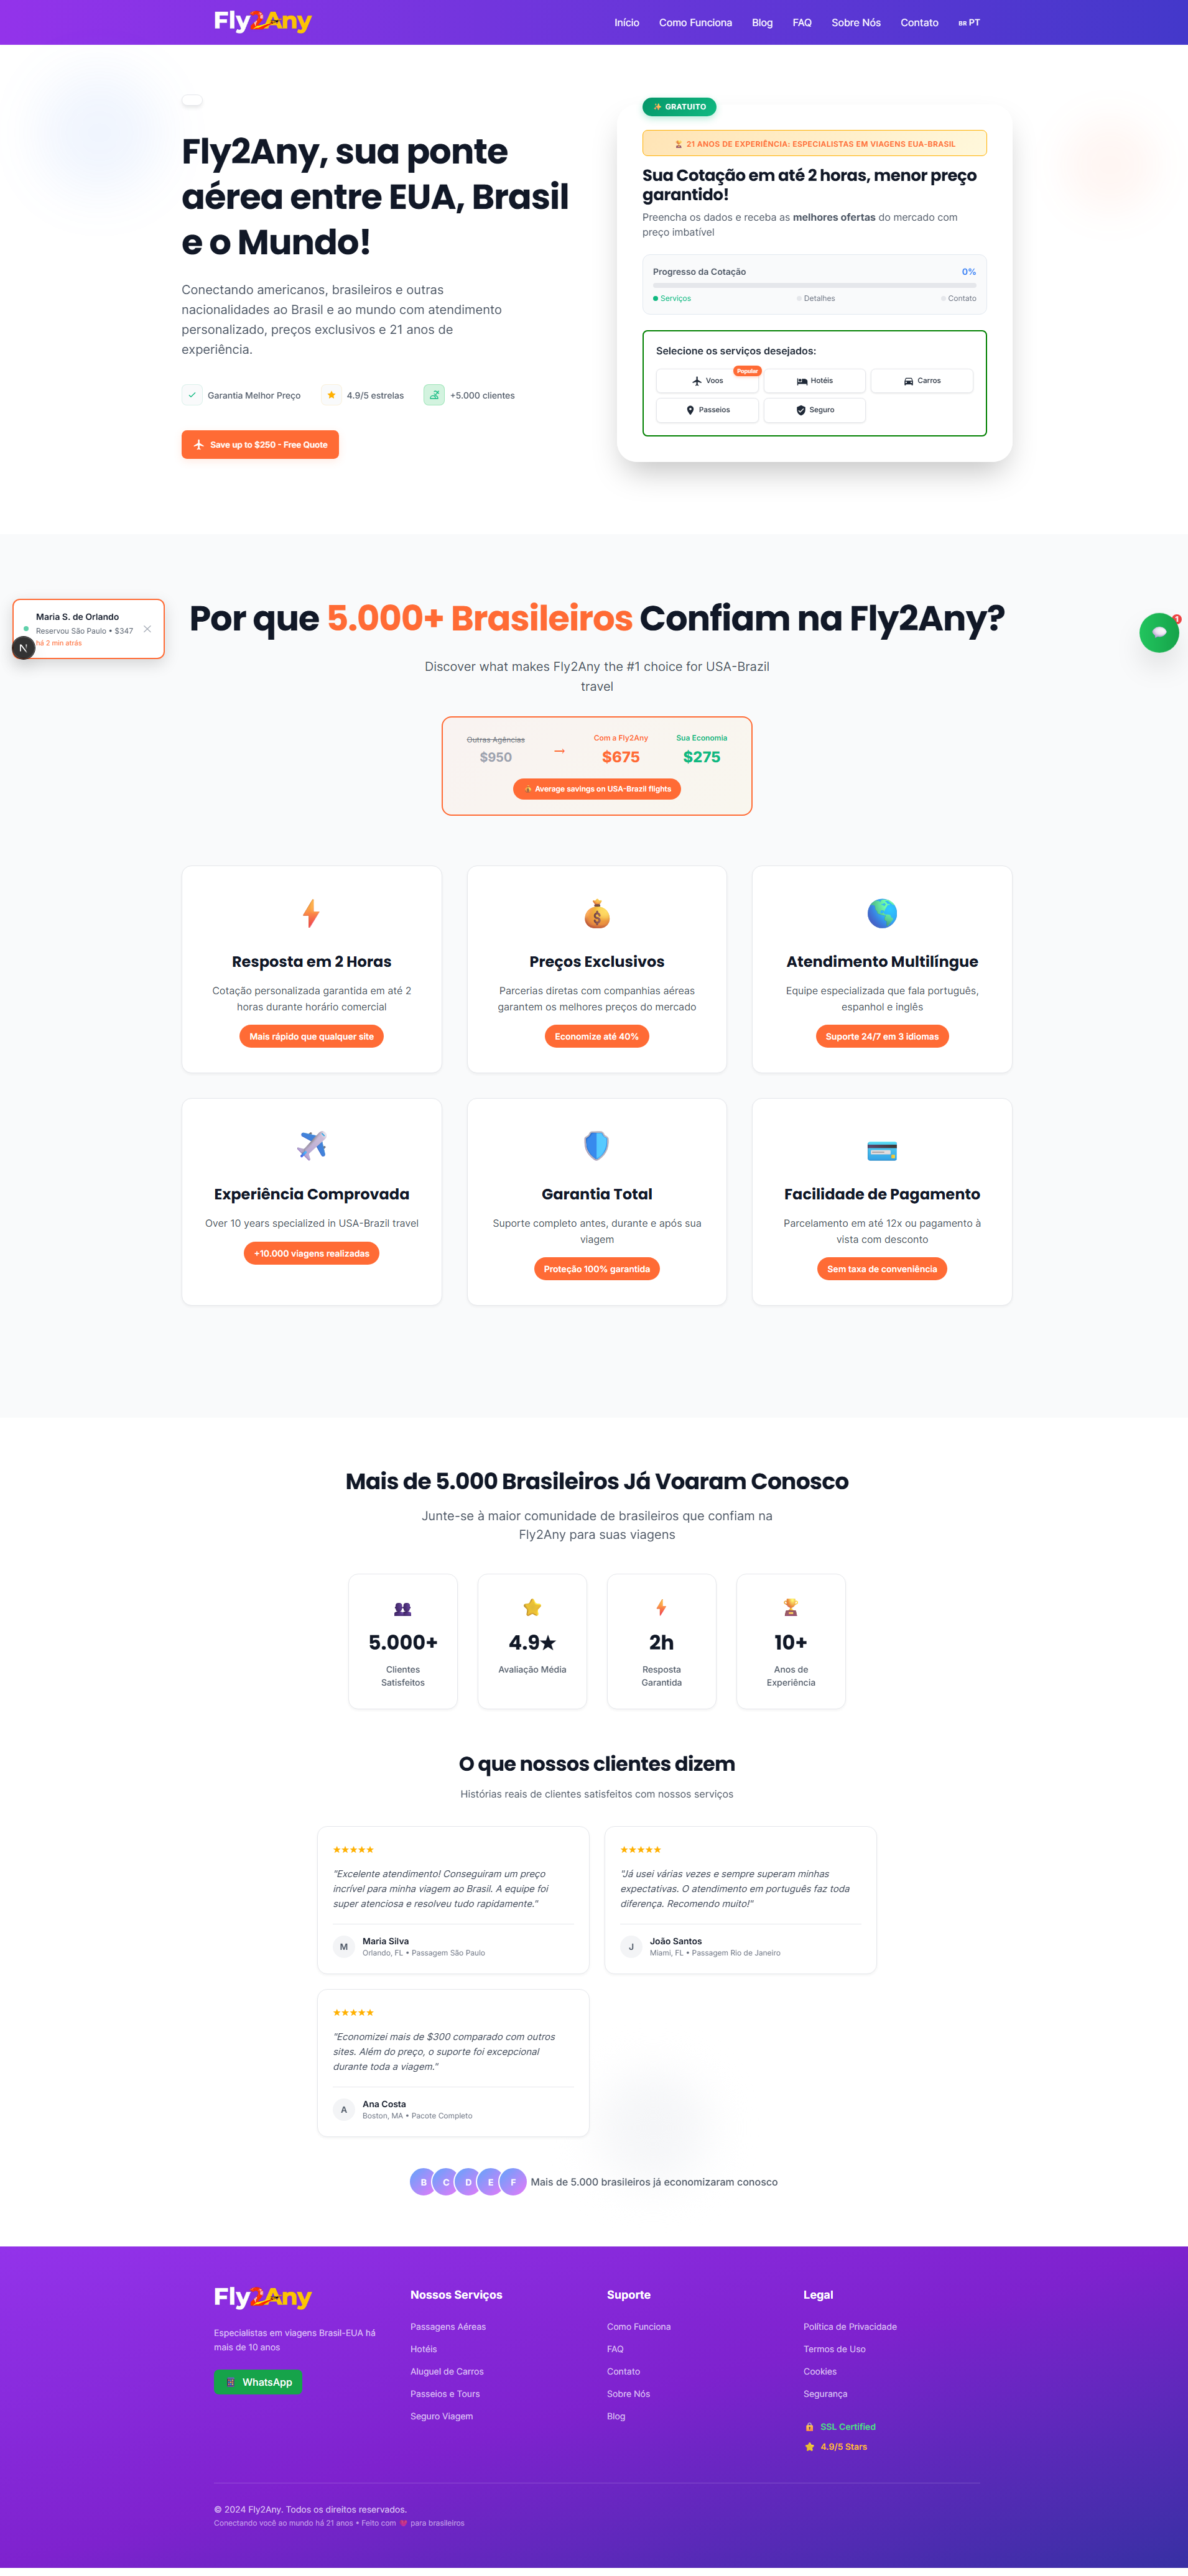 Fly2Any
Início
Como Funciona
Blog
FAQ
Sobre Nós
Contato
BR PT
Fly2Any, sua ponte
aérea entre EUA, Brasil
e o Mundo!
Conectando americanos, brasileiros e outras
nacionalidades ao Brasil e ao mundo com atendimento
personalizado, preços exclusivos e 21 anos de
experiência.
Garantia Melhor Preço
4.9/5 estrelas
+5.000 clientes
Save up to $250 - Free Quote
✨ GRATUITO
21 ANOS DE EXPERIÊNCIA: ESPECIALISTAS EM VIAGENS EUA-BRASIL
Sua Cotação em até 2 horas, menor preço
garantido!
Preencha os dados e receba as melhores ofertas do mercado com
preço imbatível
Progresso da Cotação
0%
Serviços
Detalhes
Contato
Selecione os serviços desejados:
Voos
Popular
Hotéis
Carros
Passeios
Seguro
Maria S. de Orlando
Reservou São Paulo • $347
há 2 min atrás
N
1
Por que 5.000+ Brasileiros Confiam na Fly2Any?
Discover what makes Fly2Any the #1 choice for USA-Brazil
travel
Outras Agências
$950
→
Com a Fly2Any
$675
Sua Economia
$275
💰 Average savings on USA-Brazil flights
Resposta em 2 Horas
Cotação personalizada garantida em até 2
horas durante horário comercial
Mais rápido que qualquer site
Preços Exclusivos
Parcerias diretas com companhias aéreas
garantem os melhores preços do mercado
Economize até 40%
Atendimento Multilíngue
Equipe especializada que fala português,
espanhol e inglês
Suporte 24/7 em 3 idiomas
Experiência Comprovada
Over 10 years specialized in USA-Brazil travel
+10.000 viagens realizadas
Garantia Total
Suporte completo antes, durante e após sua
viagem
Proteção 100% garantida
Facilidade de Pagamento
Parcelamento em até 12x ou pagamento à
vista com desconto
Sem taxa de conveniência
Mais de 5.000 Brasileiros Já Voaram Conosco
Junte-se à maior comunidade de brasileiros que confiam na
Fly2Any para suas viagens
5.000+
Clientes
Satisfeitos
4.9★
Avaliação Média
2h
Resposta
Garantida
10+
Anos de
Experiência
O que nossos clientes dizem
Histórias reais de clientes satisfeitos com nossos serviços
★★★★★
"Excelente atendimento! Conseguiram um preço
incrível para minha viagem ao Brasil. A equipe foi
super atenciosa e resolveu tudo rapidamente."
M
Maria Silva
Orlando, FL • Passagem São Paulo
★★★★★
"Já usei várias vezes e sempre superam minhas
expectativas. O atendimento em português faz toda
diferença. Recomendo muito!"
J
João Santos
Miami, FL • Passagem Rio de Janeiro
★★★★★
"Economizei mais de $300 comparado com outros
sites. Além do preço, o suporte foi excepcional
durante toda a viagem."
A
Ana Costa
Boston, MA • Pacote Completo
B C D E F
Mais de 5.000 brasileiros já economizaram conosco
Fly2Any
Especialistas em viagens Brasil-EUA há
mais de 10 anos
WhatsApp
Nossos Serviços
Passagens Aéreas
Hotéis
Aluguel de Carros
Passeios e Tours
Seguro Viagem
Suporte
Como Funciona
FAQ
Contato
Sobre Nós
Blog
Legal
Política de Privacidade
Termos de Uso
Cookies
Segurança
SSL Certified
4.9/5 Stars
© 2024 Fly2Any. Todos os direitos reservados.
Conectando você ao mundo há 21 anos • Feito com ❤️ para brasileiros